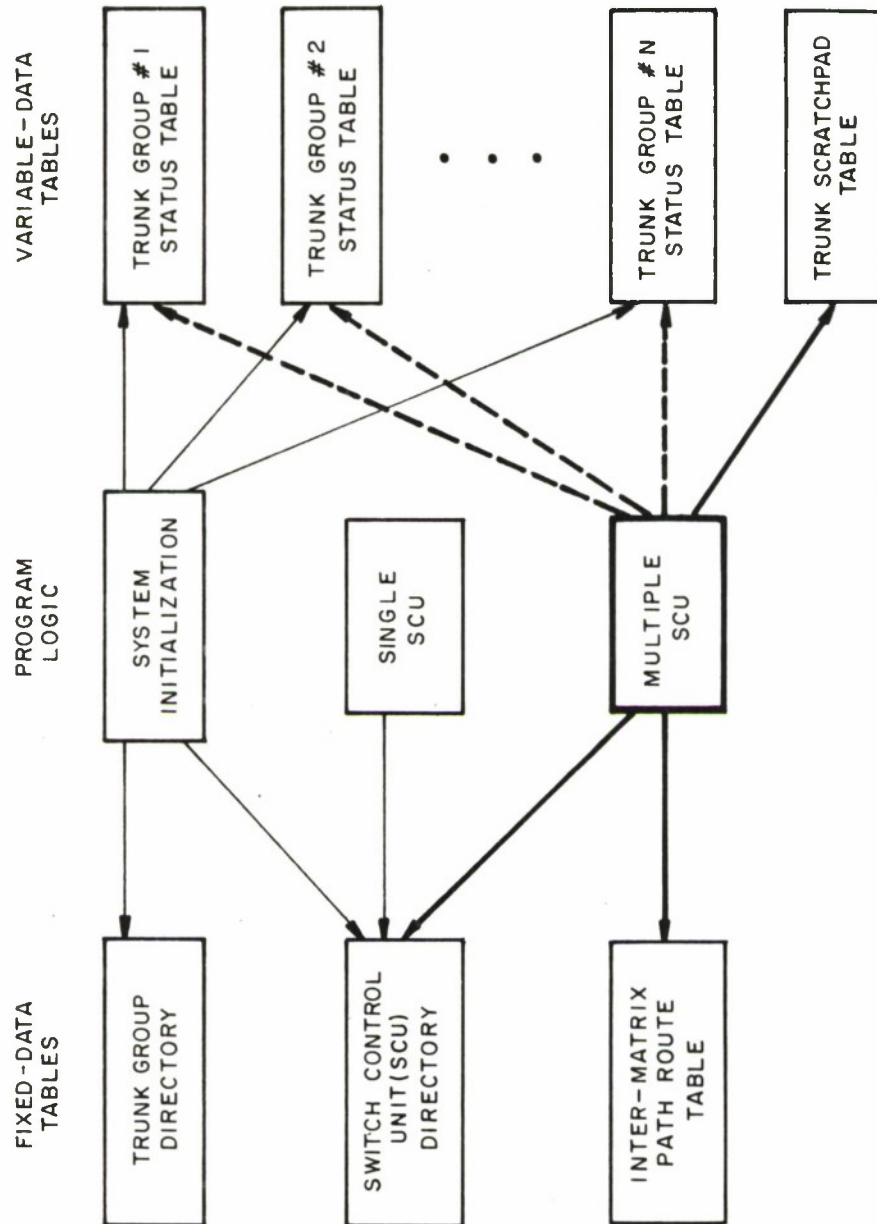 FIXED-DATA
TABLES
PROGRAM
LOGIC
VARIABLE-DATA
TABLES
TRUNK GROUP
DIRECTORY
SWITCH CONTROL
UNIT(SCU)
DIRECTORY
INTER-MATRIX
PATH ROUTE
TABLE
SYSTEM
INITIALIZATION
SINGLE
SCU
MULTIPLE
SCU
TRUNK GROUP #1
STATUS TABLE
TRUNK GROUP #2
STATUS TABLE
• • •
TRUNK GROUP #N
STATUS TABLE
TRUNK SCRATCHPAD
TABLE